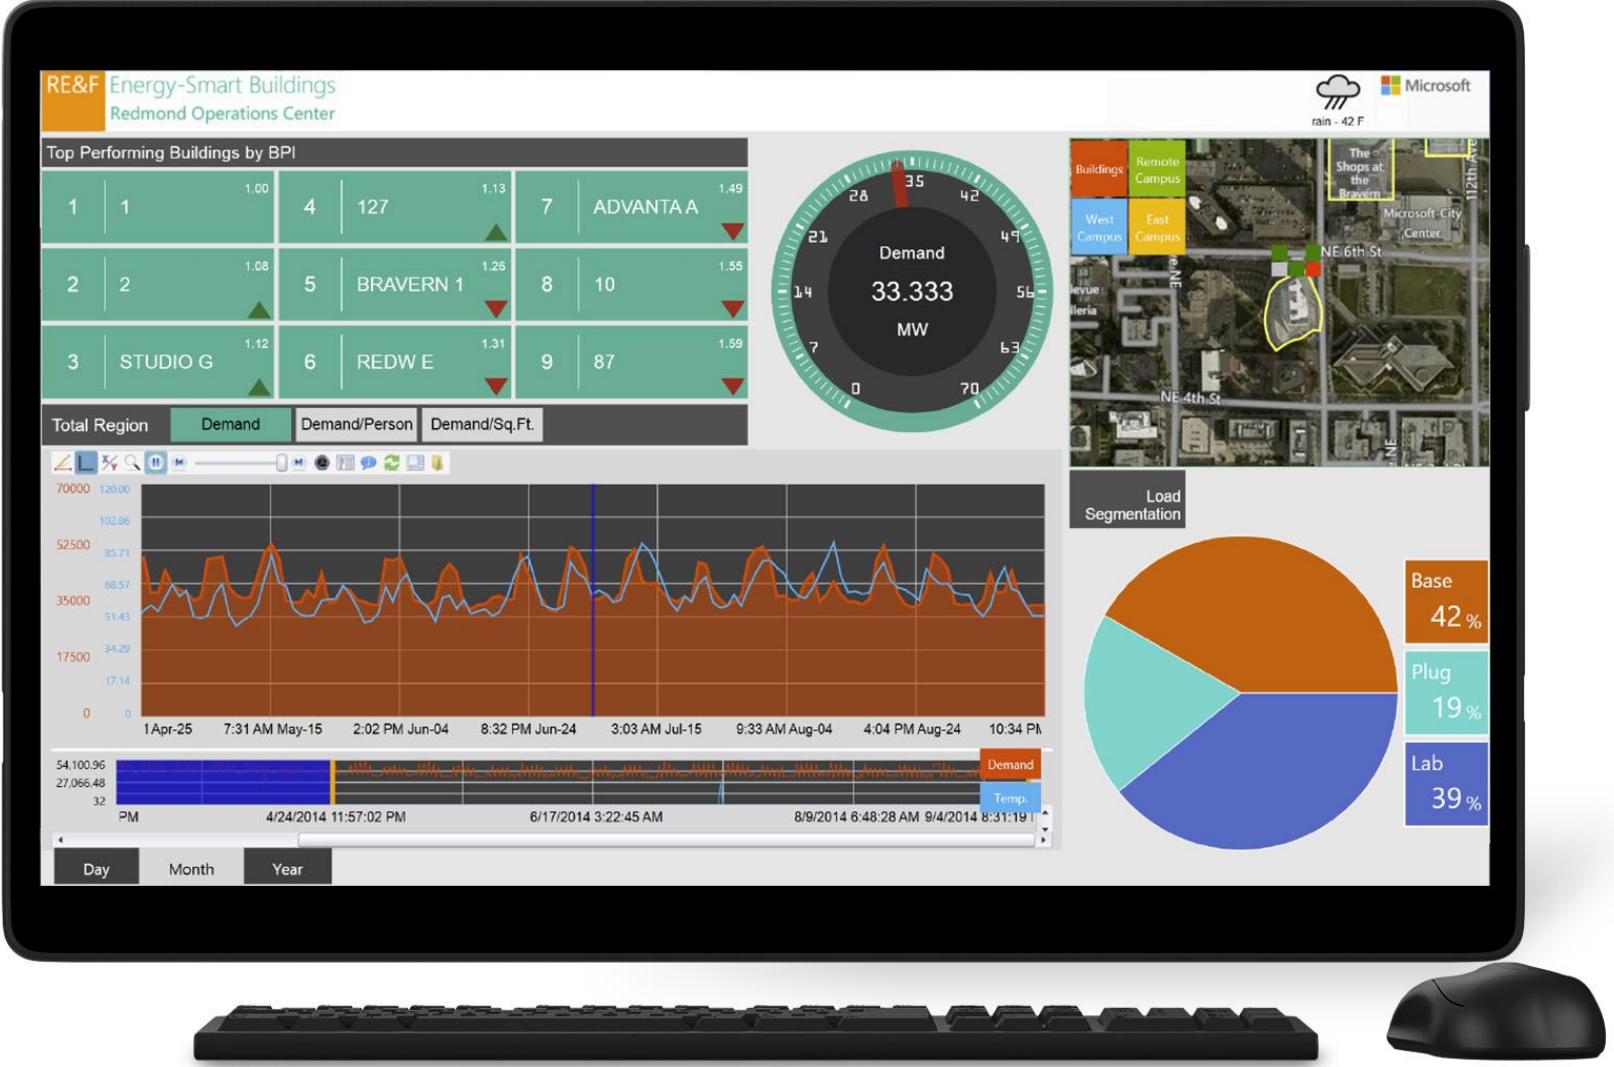 RE&F
Energy-Smart Buildings
Redmond Operations Center
rain - 42 F
Microsoft
Top Performing Buildings by BPI
1 1 1.00
4 127 1.13
7 ADVANTA A 1.49
2 2 1.08
5 BRAVERN 1 1.26
8 10 1.55
3 STUDIO G 1.12
6 REDW E 1.31
9 87 1.59
Total Region
Demand
Demand/Person
Demand/Sq.Ft.
0 7 14 21 28 35 42 49 56 63 70
Demand
33.333
MW
Buildings
Remote
Campus
West
Campus
East
Campus
The
Shops at
the
Bravern
112th Ave
Microsoft-City
Center
NE 6th St
NE 4th St
70000 120.00
102.86
52500
85.71
68.57
35000
51.43
34.29
17500
17.14
0 0
1Apr-25
7:31 AM May-15
2:02 PM Jun-04
8:32 PM Jun-24
3:03 AM Jul-15
9:33 AM Aug-04
4:04 PM Aug-24
10:34
54,100.96
27,066.48
32
Demand
Temp.
PM
4/24/2014 11:57:02 PM
6/17/2014 3:22:45 AM
8/9/2014 6:48:28 AM
9/4/2014 8:31:19
Day
Month
Year
Load
Segmentation
Base
42 %
Plug
19 %
Lab
39 %